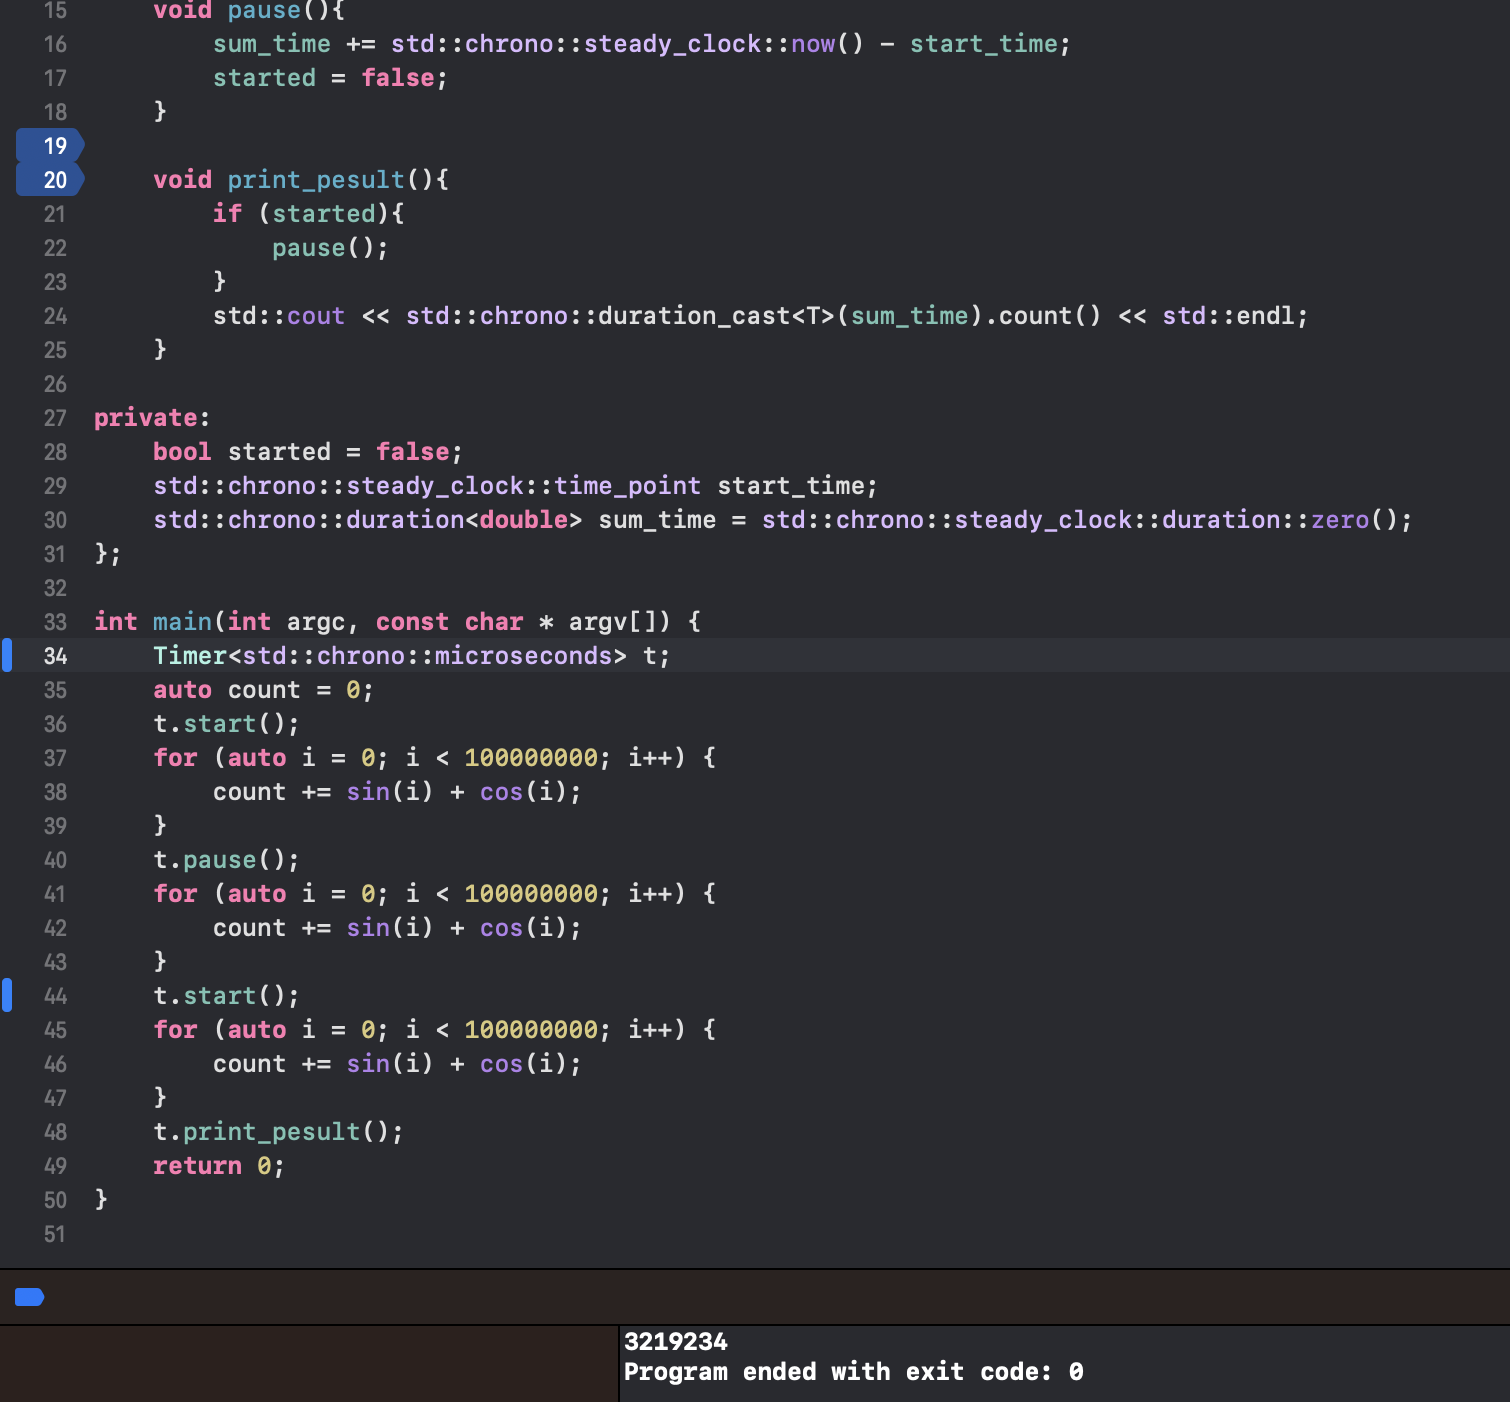 15     void pause(){
16         sum_time += std::chrono::steady_clock::now() - start_time;
17         started = false;
18     }
19
20     void print_pesult(){
21         if (started){
22             pause();
23         }
24         std::cout << std::chrono::duration_cast<T>(sum_time).count() << std::endl;
25     }
26
27 private:
28     bool started = false;
29     std::chrono::steady_clock::time_point start_time;
30     std::chrono::duration<double> sum_time = std::chrono::steady_clock::duration::zero();
31 };
32
33 int main(int argc, const char * argv[]) {
34     Timer<std::chrono::microseconds> t;
35     auto count = 0;
36     t.start();
37     for (auto i = 0; i < 100000000; i++) {
38         count += sin(i) + cos(i);
39     }
40     t.pause();
41     for (auto i = 0; i < 100000000; i++) {
42         count += sin(i) + cos(i);
43     }
44     t.start();
45     for (auto i = 0; i < 100000000; i++) {
46         count += sin(i) + cos(i);
47     }
48     t.print_pesult();
49     return 0;
50 }
51
3219234
Program ended with exit code: 0